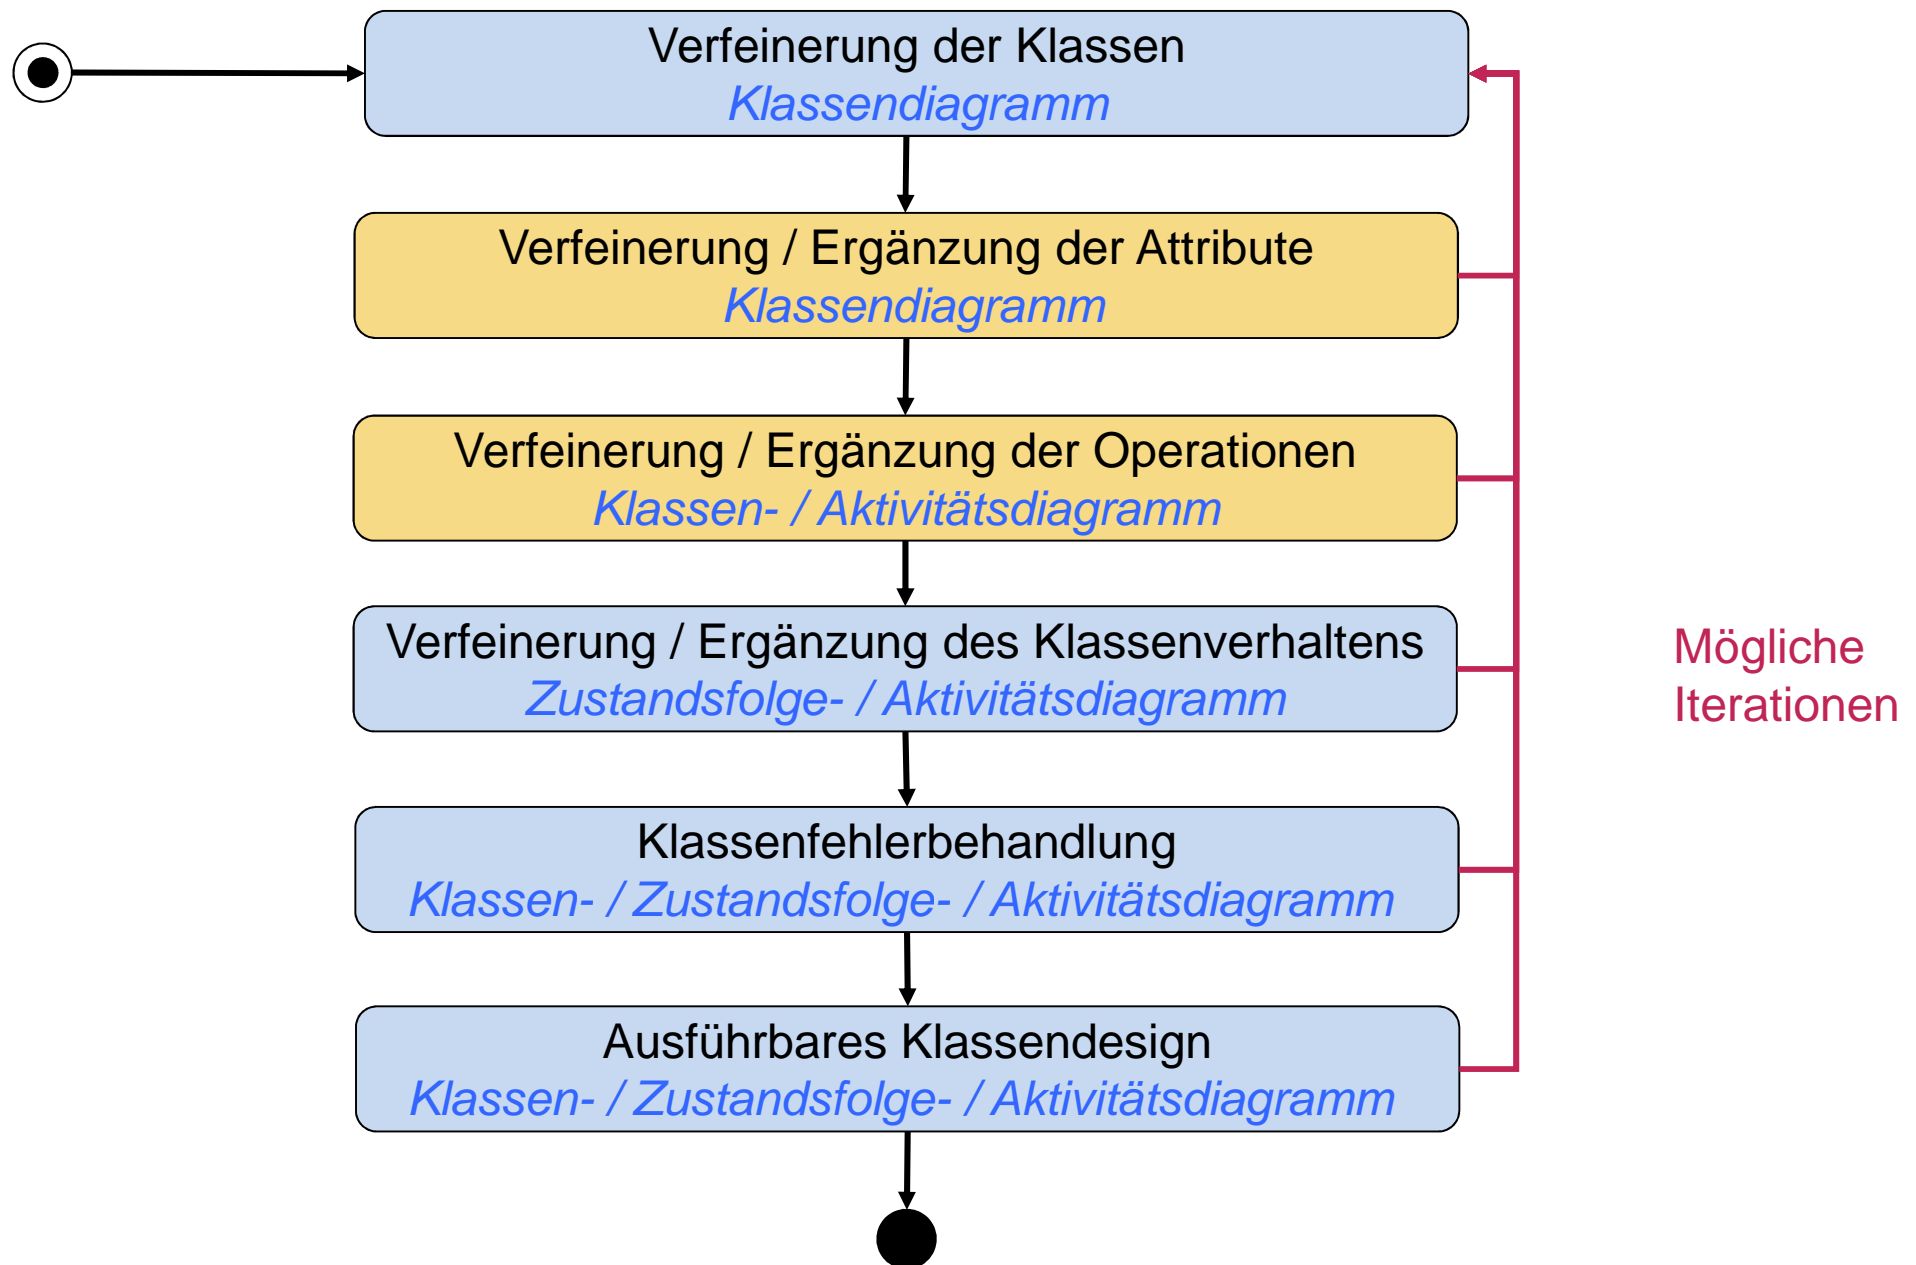 Verfeinerung der Klassen
Klassendiagramm
Verfeinerung / Ergänzung der Attribute
Klassendiagramm
Verfeinerung / Ergänzung der Operationen
Klassen- / Aktivitätsdiagramm
Verfeinerung / Ergänzung des Klassenverhaltens
Zustandsfolge- / Aktivitätsdiagramm
Mögliche
Iterationen
Klassenfehlerbehandlung
Klassen- / Zustandsfolge- / Aktivitätsdiagramm
Ausführbares Klassendesign
Klassen- / Zustandsfolge- / Aktivitätsdiagramm